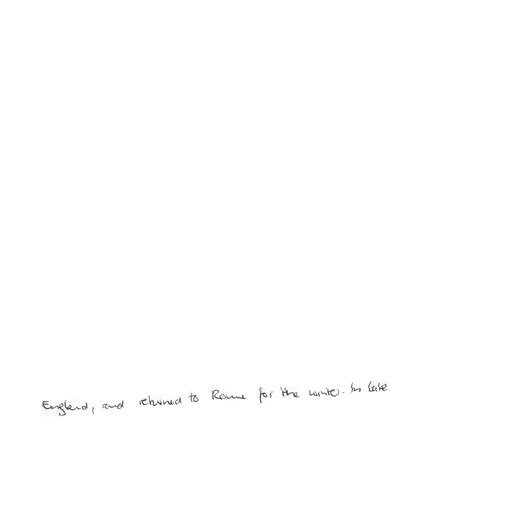 England, and returned to Rome for the winter. In late